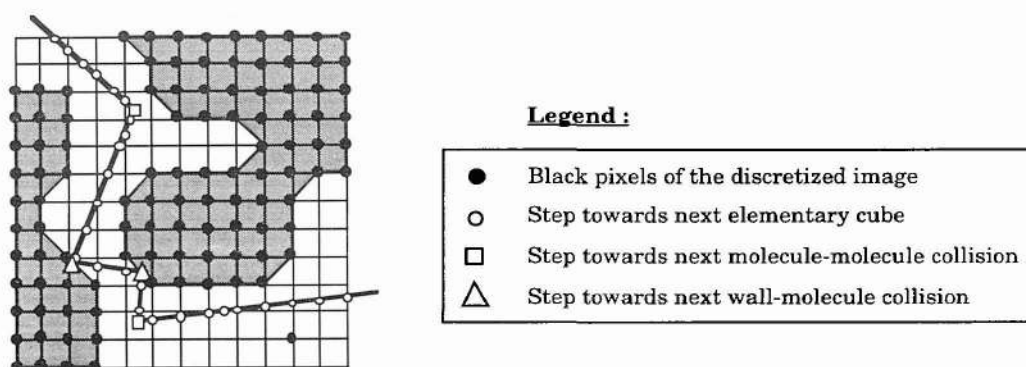 Legend :
Black pixels of the discretized image
Step towards next elementary cube
Step towards next molecule-molecule collision
Step towards next wall-molecule collision